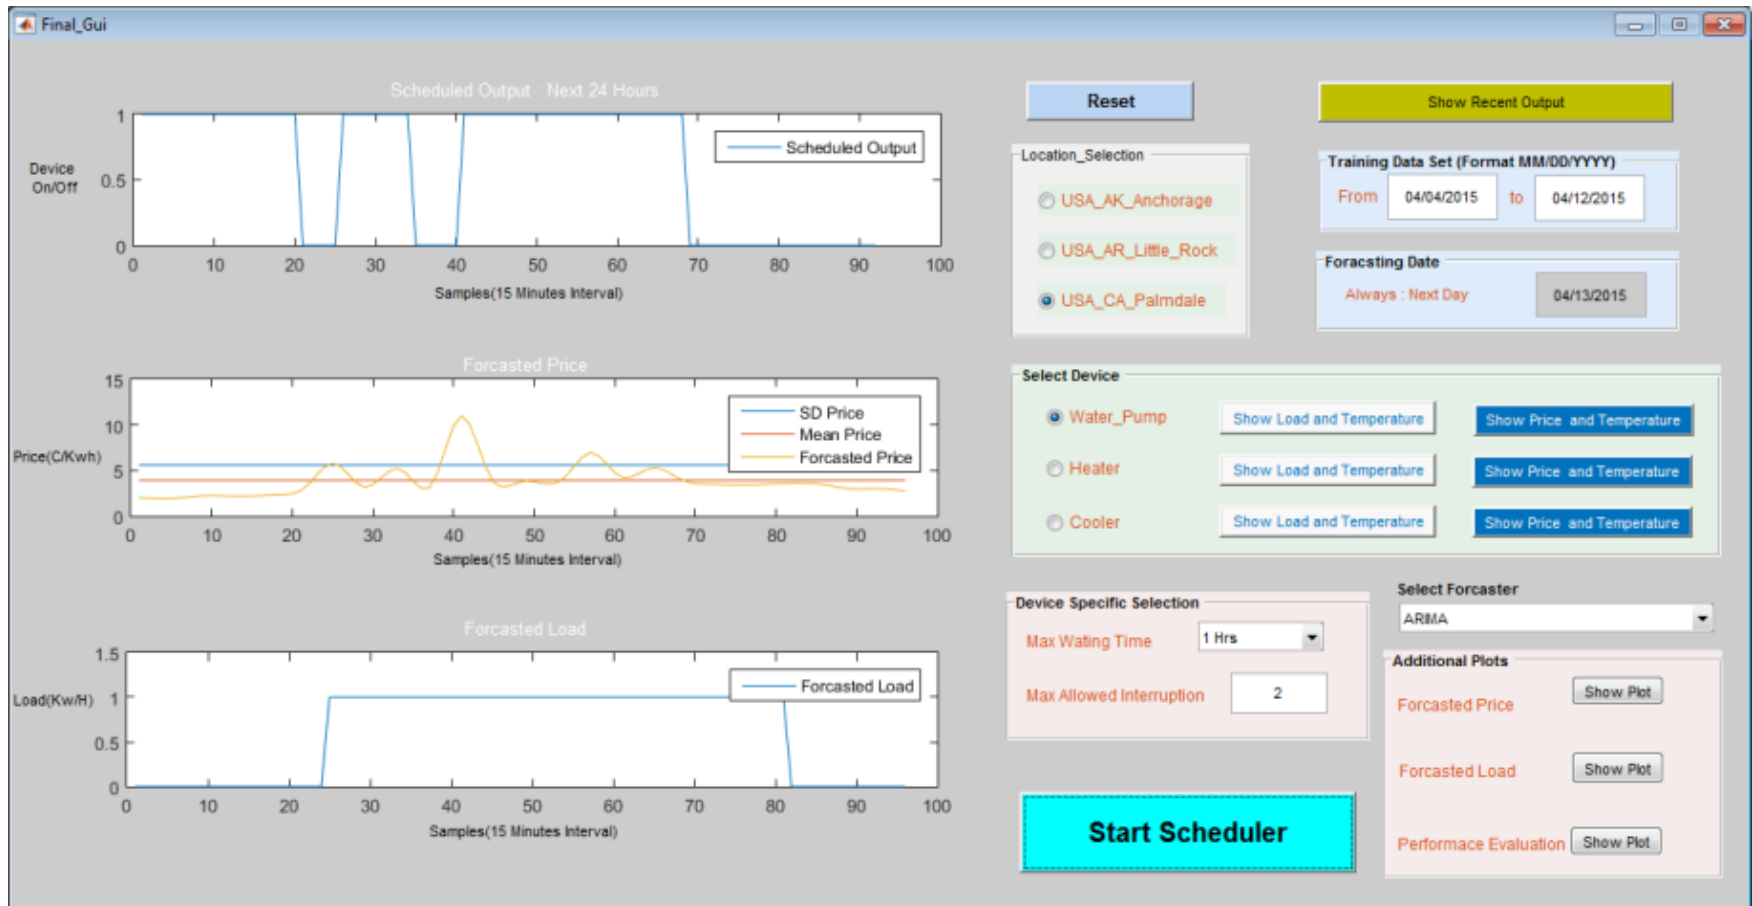 Final_Gui
Scheduled Output : Next 24 Hours
1
0.5
0
Device
On/Off
Scheduled Output
0 10 20 30 40 50 60 70 80 90 100
Samples(15 Minutes Interval)
Forcasted Price
15
10
5
0
Price(C/Kwh)
SD Price
Mean Price
Forcasted Price
0 10 20 30 40 50 60 70 80 90 100
Samples(15 Minutes Interval)
Forcasted Load
1.5
1
0.5
0
Load(Kw/H)
Forcasted Load
0 10 20 30 40 50 60 70 80 90 100
Samples(15 Minutes Interval)
Reset
Show Recent Output
Location_Selection
USA_AK_Anchorage
USA_AR_Little_Rock
USA_CA_Palmdale
Training Data Set (Format MM/DD/YYYY)
From 04/04/2015 to 04/12/2015
Foracsting Date
Always : Next Day 04/13/2015
Select Device
Water_Pump Show Load and Temperature Show Price and Temperature
Heater Show Load and Temperature Show Price and Temperature
Cooler Show Load and Temperature Show Price and Temperature
Device Specific Selection
Max Wating Time 1 Hrs
Max Allowed Interruption 2
Select Forcaster
ARIMA
Additional Plots
Forcasted Price Show Plot
Forcasted Load Show Plot
Performace Evaluation Show Plot
Start Scheduler